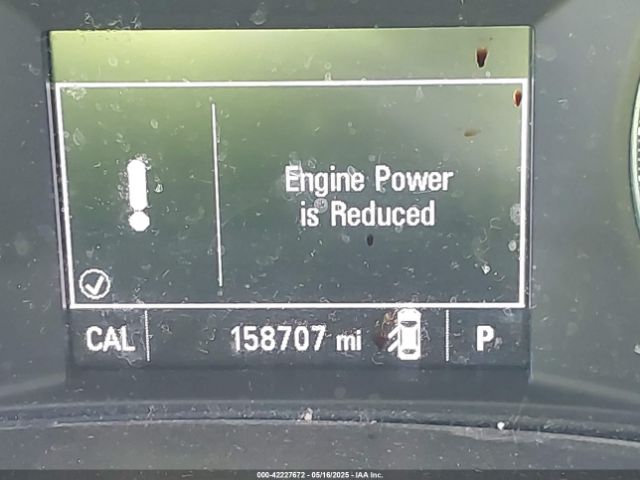 Engine Power
is Reduced
CAL 158707 mi P
000-42227672 - 05/16/2025 - IAA Inc.